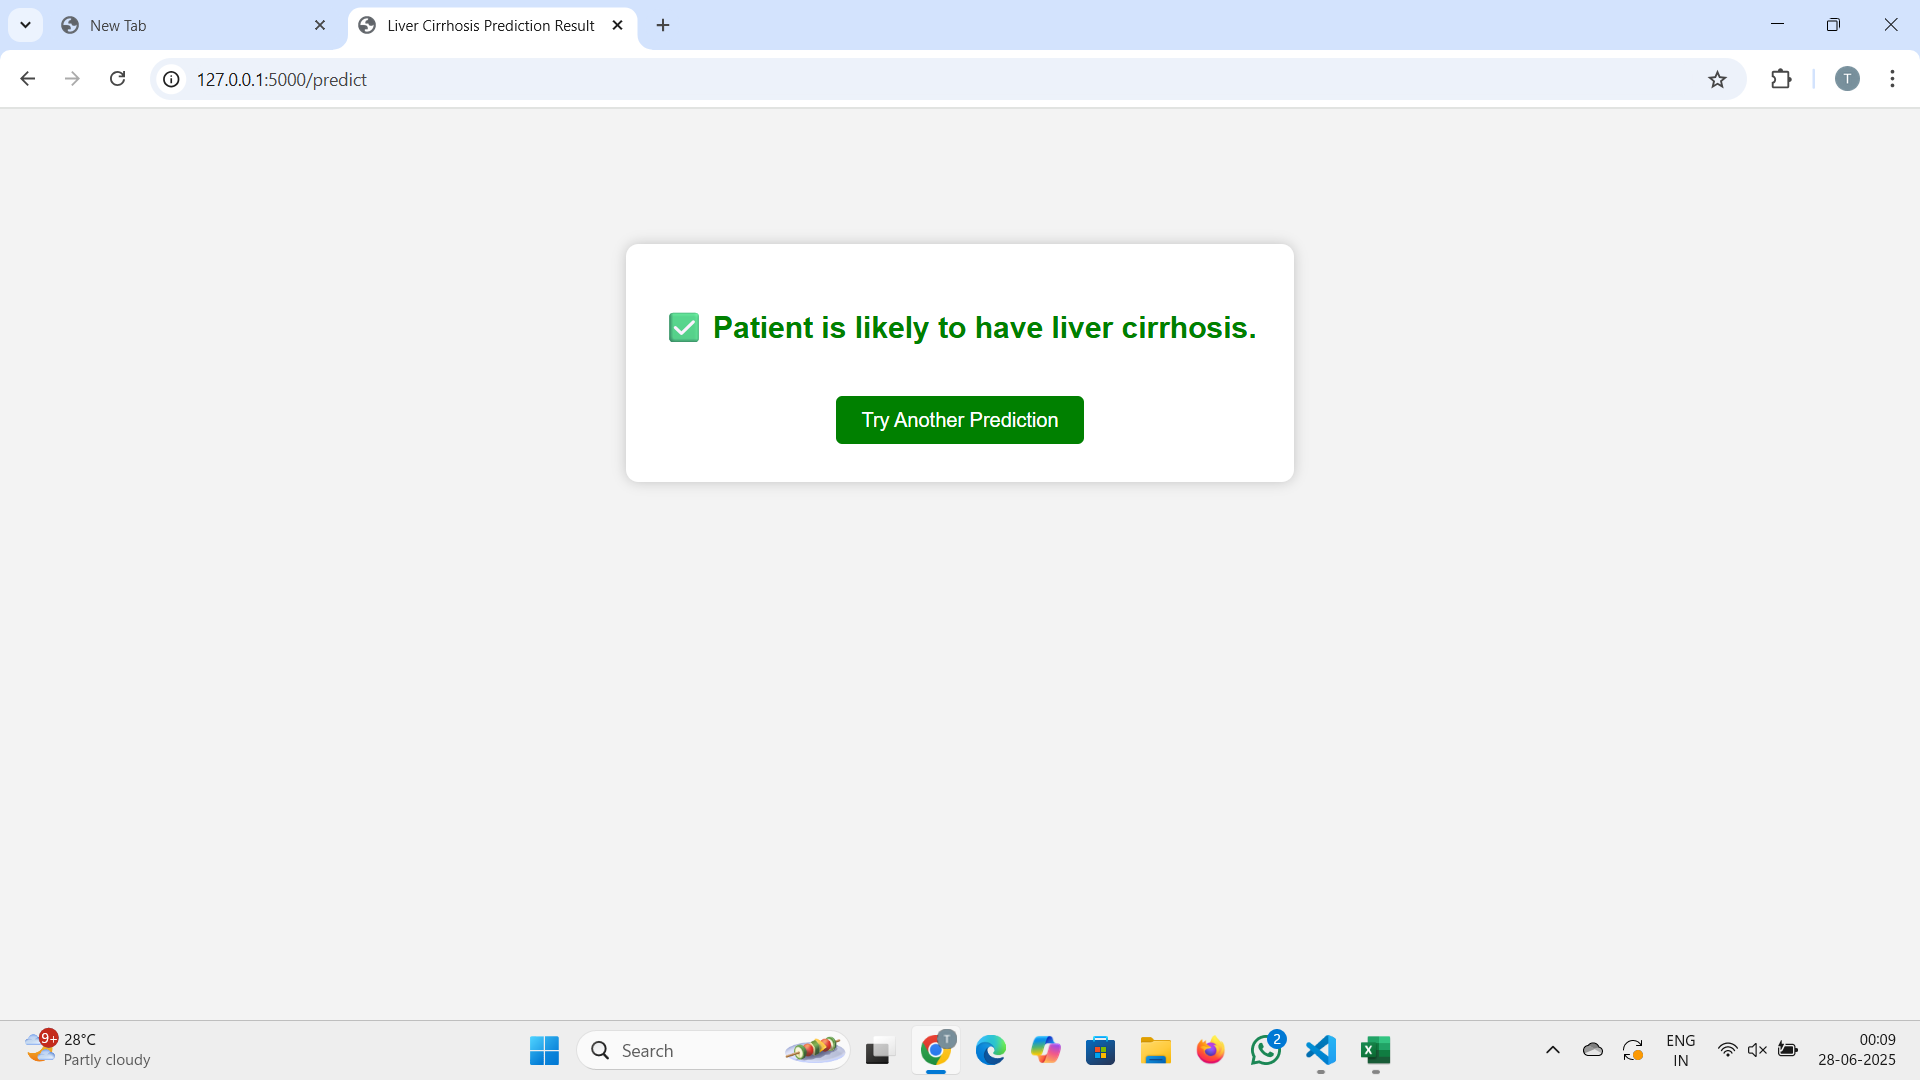 New Tab
Liver Cirrhosis Prediction Result
127.0.0.1:5000/predict
T
✅ Patient is likely to have liver cirrhosis.
Try Another Prediction
9+
28°C
Partly cloudy
Search
T
2
ENG
IN
00:09
28-06-2025